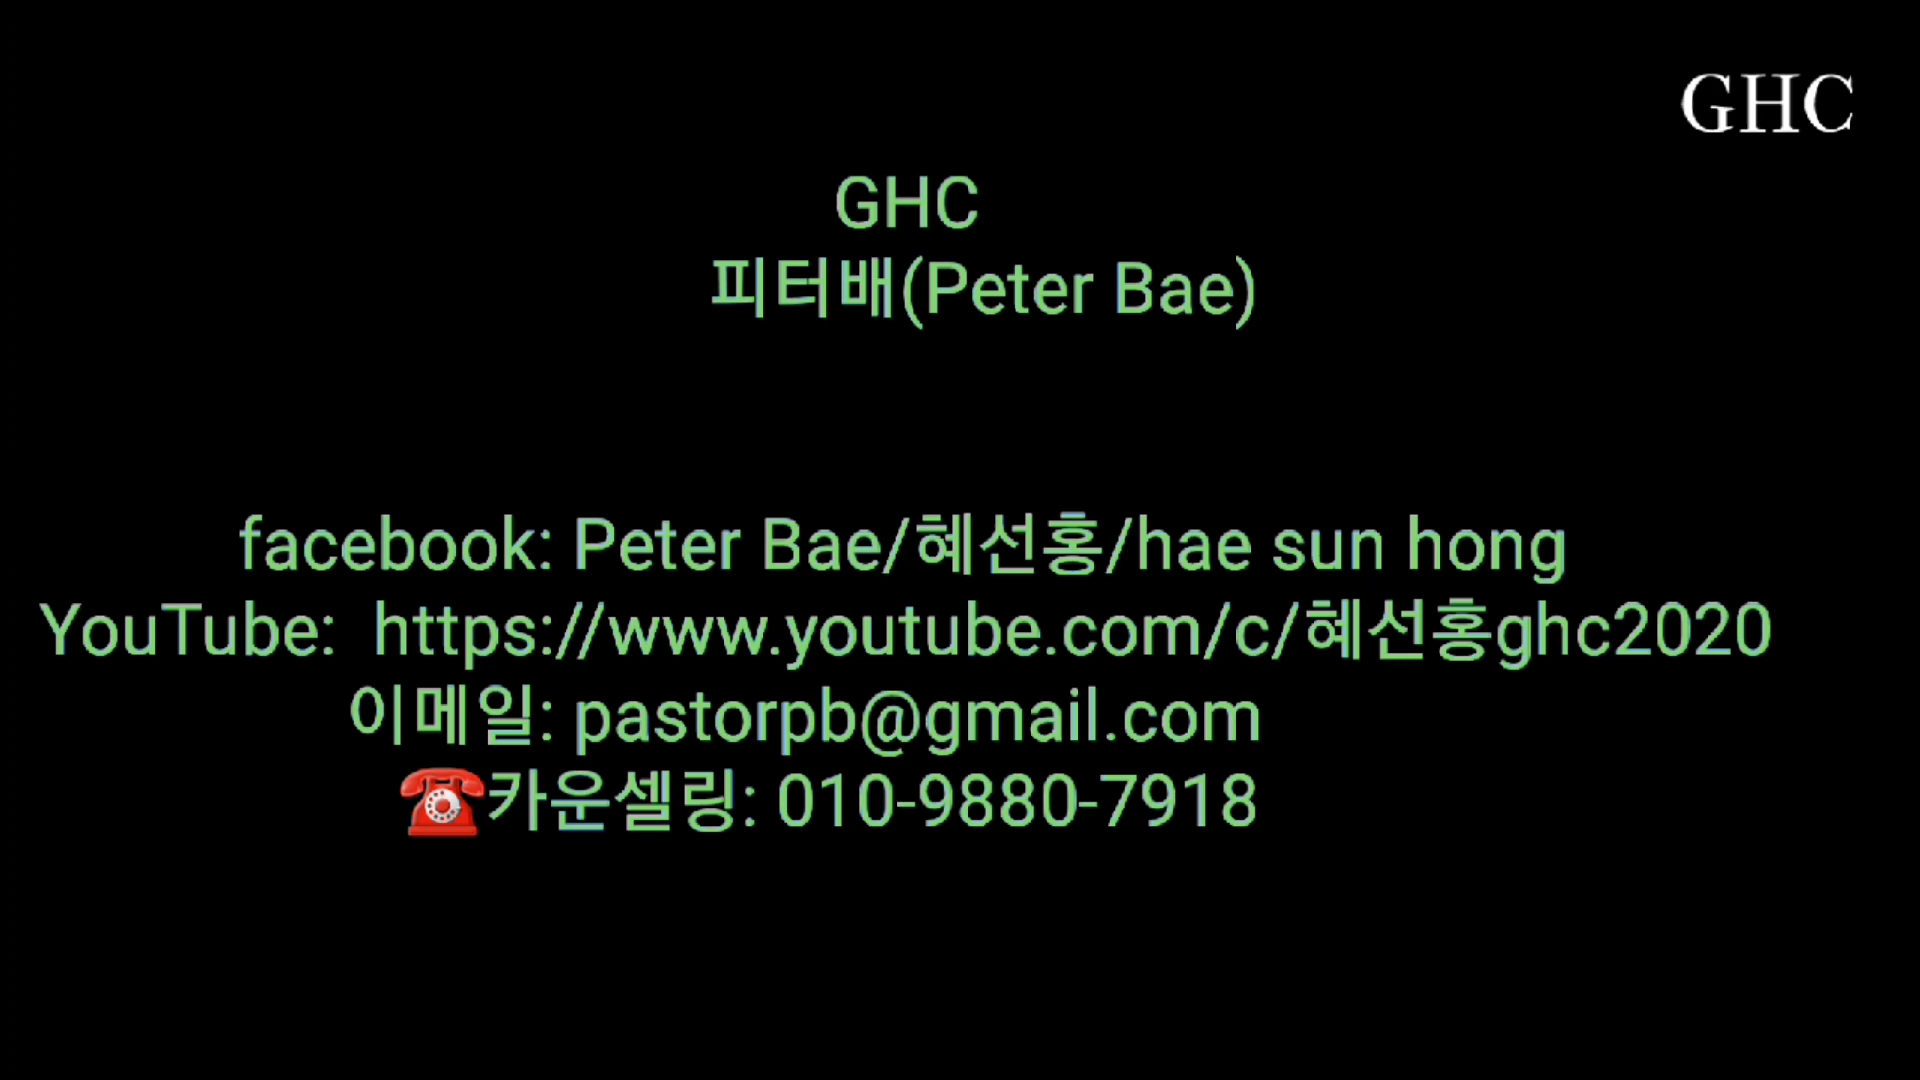 GHC
GHC
피터배(Peter Bae)
facebook: Peter Bae/혜선홍/hae sun hong
YouTube:  https://www.youtube.com/c/혜선홍ghc2020
이메일: pastorpb@gmail.com
☎카운셀링: 010-9880-7918